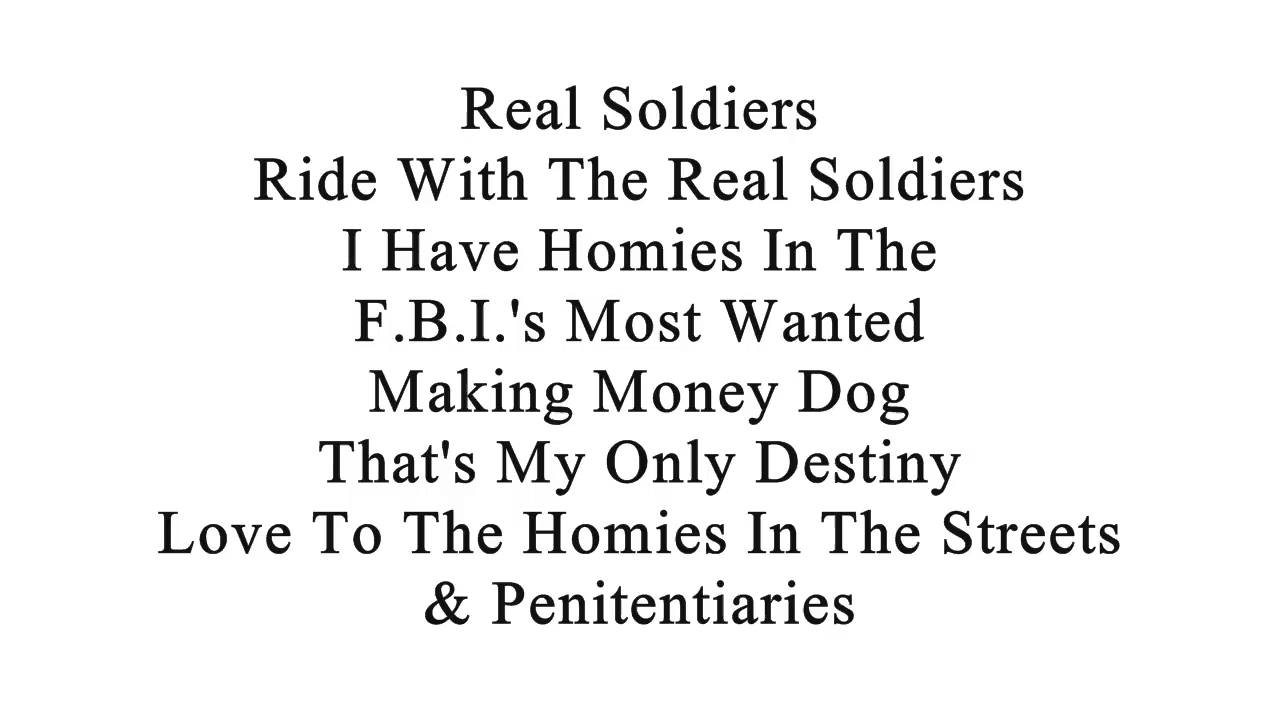 Real Soldiers
Ride With The Real Soldiers
I Have Homies In The
F.B.I.'s Most Wanted
Making Money Dog
That's My Only Destiny
Love To The Homies In The Streets
& Penitentiaries